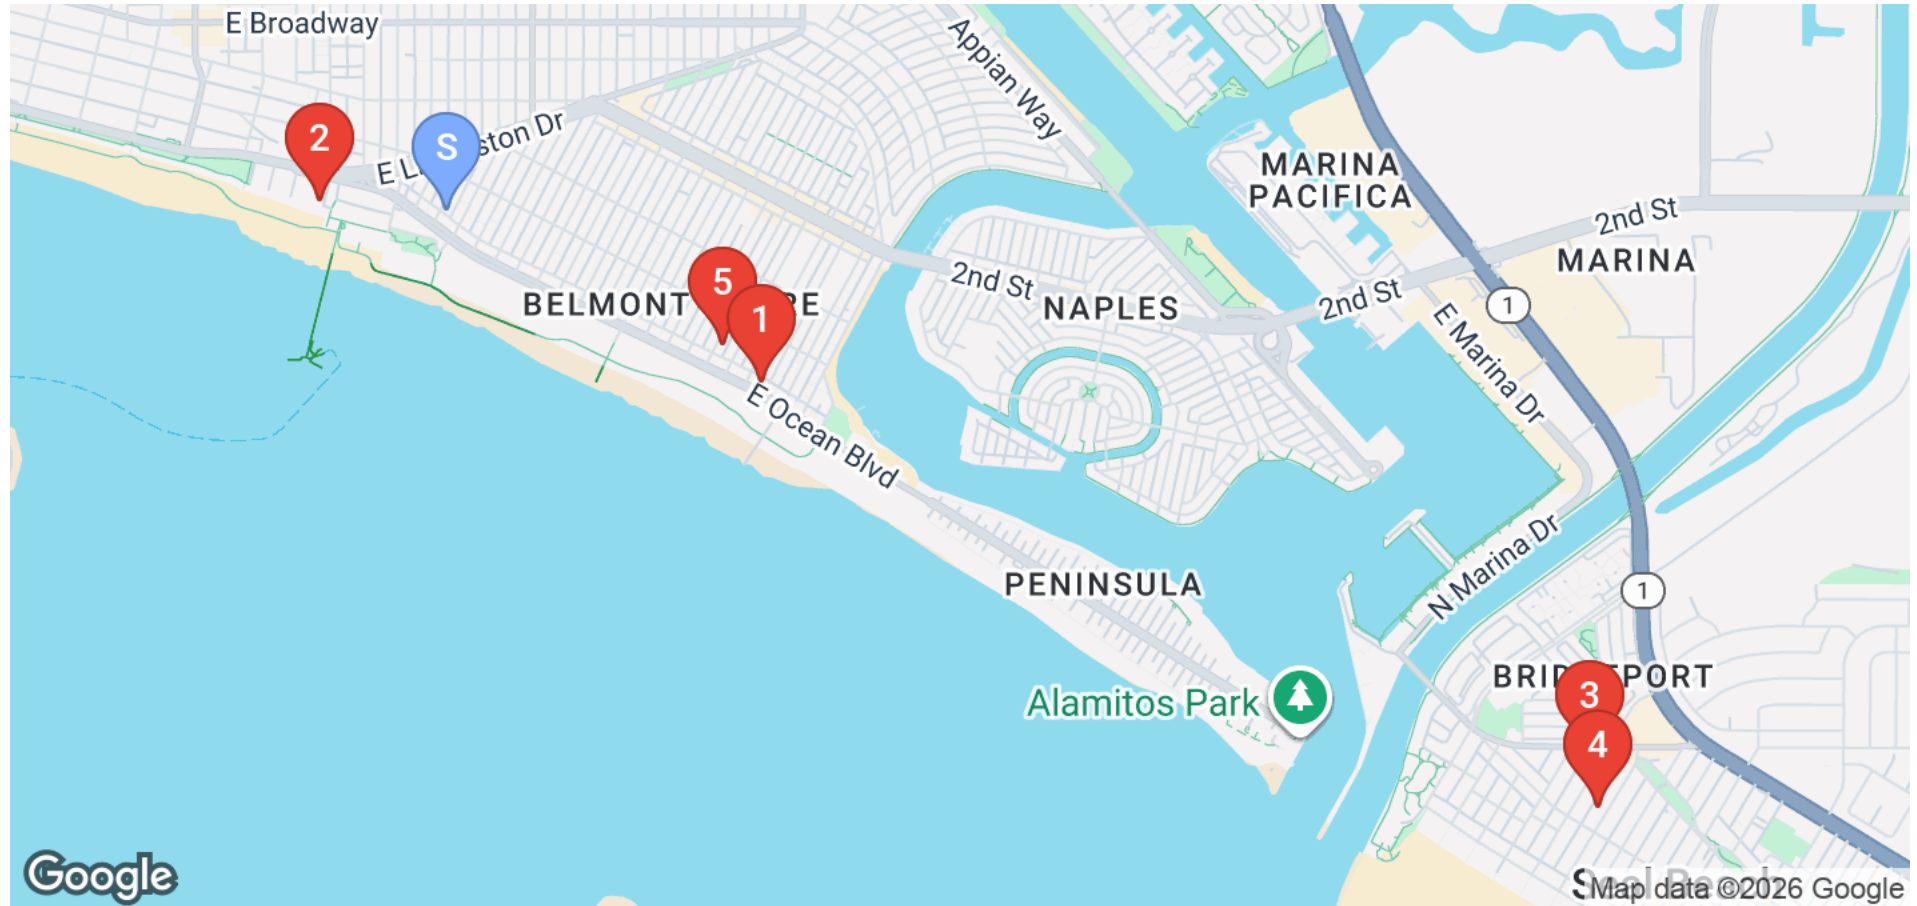 E Broadway
Appian Way
2
S
E L
ston Dr
MARINA
PACIFICA
2nd St
MARINA
5
1
BELMONT
RE
2nd St
NAPLES
2nd St
1
E Marina Dr
E Ocean Blvd
N Marina Dr
PENINSULA
1
BRID
PORT
3
Alamitos Park
4
Google
Map data ©2026 Google